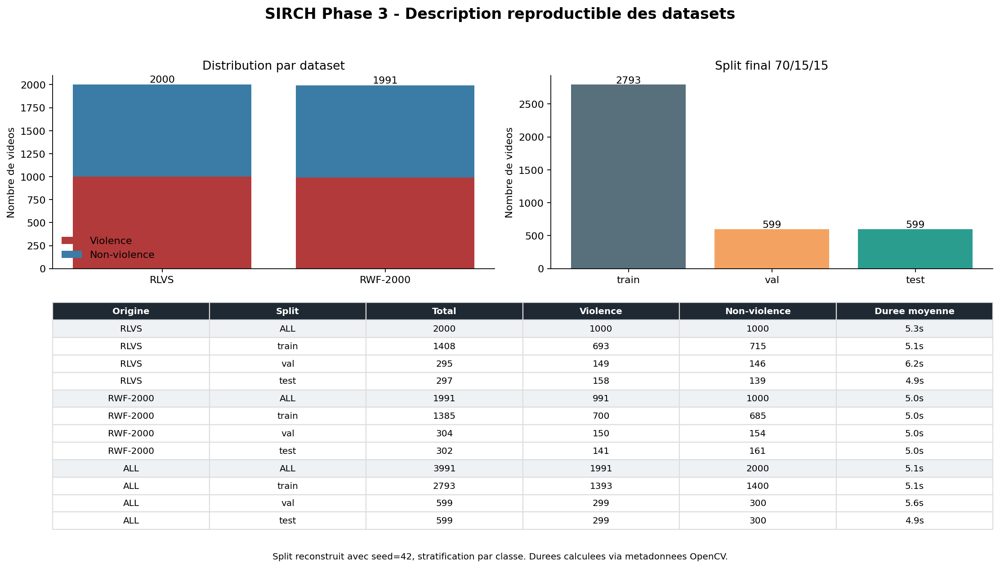 SIRCH Phase 3 - Description reproductible des datasets
Distribution par dataset
Nombre de videos
2000
1750
1500
1250
1000
750
500
250
0
2000
1991
Violence
Non-violence
RLVS
RWF-2000
Split final 70/15/15
Nombre de videos
2500
2000
1500
1000
500
0
2793
599
599
train
val
test
Origine Split Total Violence Non-violence Duree moyenne
RLVS ALL 2000 1000 1000 5.3s
RLVS train 1408 693 715 5.1s
RLVS val 295 149 146 6.2s
RLVS test 297 158 139 4.9s
RWF-2000 ALL 1991 991 1000 5.0s
RWF-2000 train 1385 700 685 5.0s
RWF-2000 val 304 150 154 5.0s
RWF-2000 test 302 141 161 5.0s
ALL ALL 3991 1991 2000 5.1s
ALL train 2793 1393 1400 5.1s
ALL val 599 299 300 5.6s
ALL test 599 299 300 4.9s
Split reconstruit avec seed=42, stratification par classe. Durees calculees via metadonnees OpenCV.